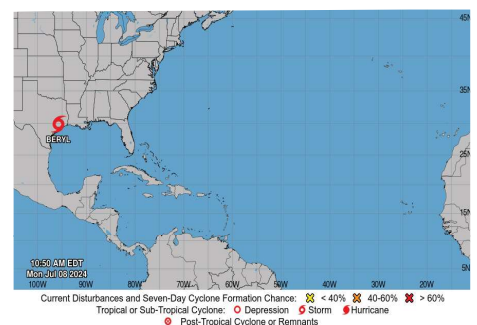 45N
35N
25N
15N
5N
BERYL
10:50 AM EDT
Mon Jul 08 2024
100W 90W 80W 70W 60W 50W 40W 30W 20W
Current Disturbances and Seven-Day Cyclone Formation Chance: < 40% 40-60% > 60%
Tropical or Sub-Tropical Cyclone: Depression Storm Hurricane
Post-Tropical Cyclone or Remnants